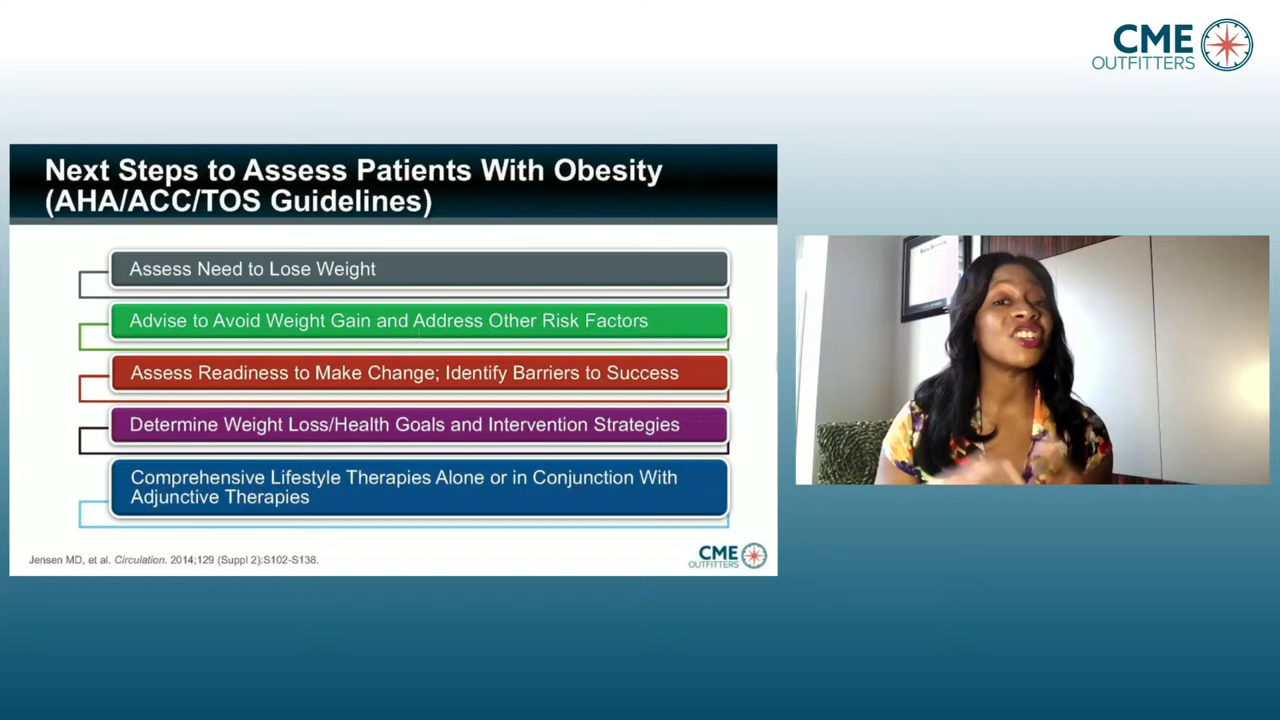 CME
OUTFITTERS
Next Steps to Assess Patients With Obesity
(AHA/ACC/TOS Guidelines)
Assess Need to Lose Weight
Advise to Avoid Weight Gain and Address Other Risk Factors
Assess Readiness to Make Change; Identify Barriers to Success
Determine Weight Loss/Health Goals and Intervention Strategies
Comprehensive Lifestyle Therapies Alone or in Conjunction With
Adjunctive Therapies
Jensen MD, et al. Circulation. 2014;129 (Suppl 2):S102-S138.
CME
OUTFITTERS